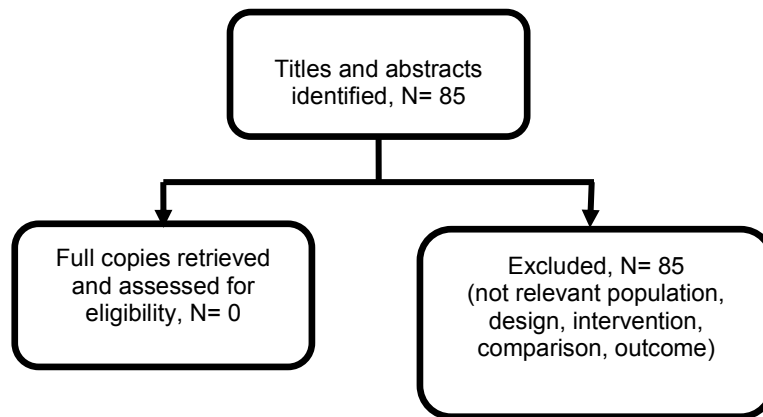 Titles and abstracts
identified, N= 85
Full copies retrieved
and assessed for
eligibility, N= 0
Excluded, N= 85
(not relevant population,
design, intervention,
comparison, outcome)